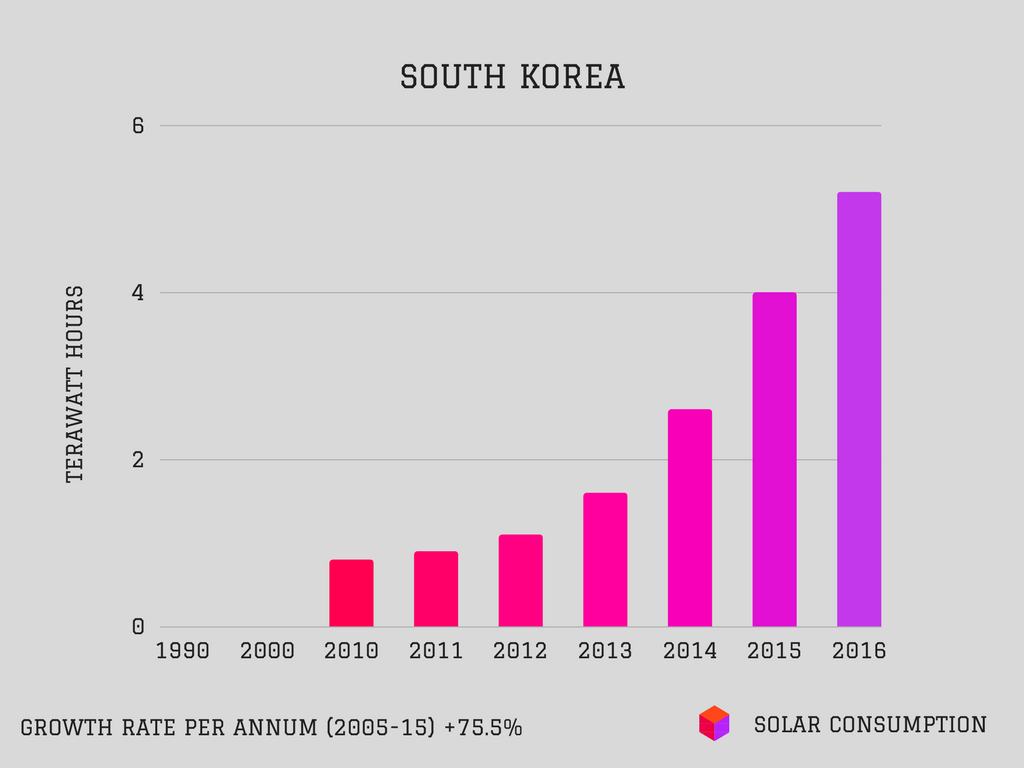 SOUTH KOREA
6
4
2
0
TERAWATT HOURS
1990 2000 2010 2011 2012 2013 2014 2015 2016
GROWTH RATE PER ANNUM (2005-15) +75.5%
SOLAR CONSUMPTION